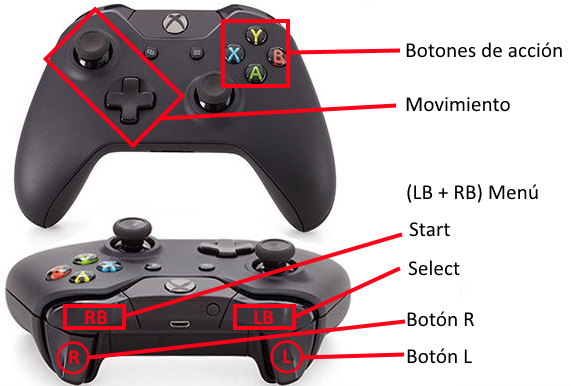 Y
X B
A
Botones de acción
Movimiento
(LB + RB) Menú
Start
Select
RB
LB
Botón R
R
L
Botón L